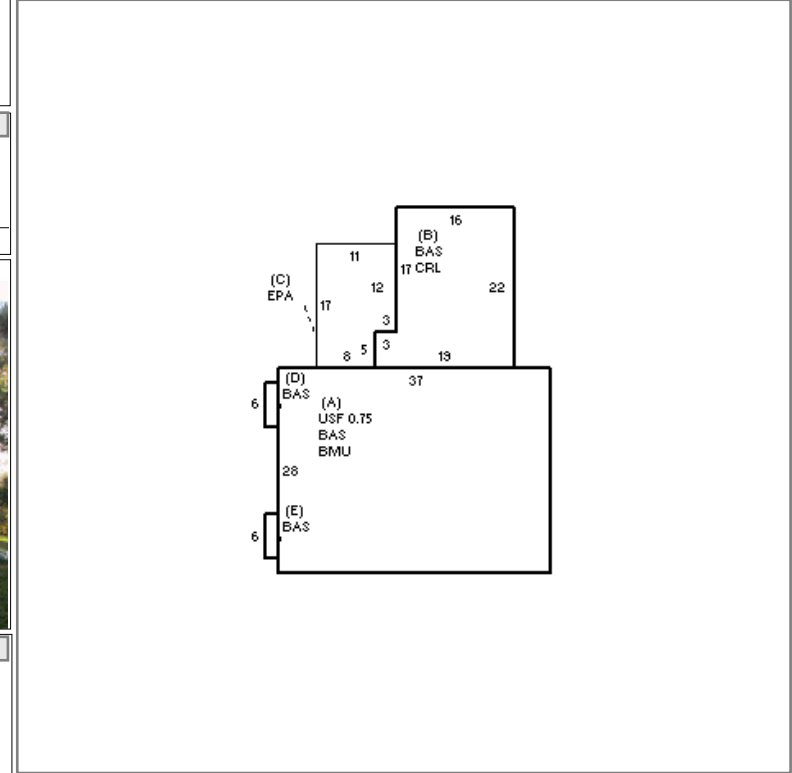 16
(B)
BAS
17 CRL
11
(C)
EPA
12
22
17
3
3
5
8
19
(D)
BAS
37
6
(A)
USF 0.75
BAS
BMU
28
(E)
BAS
6